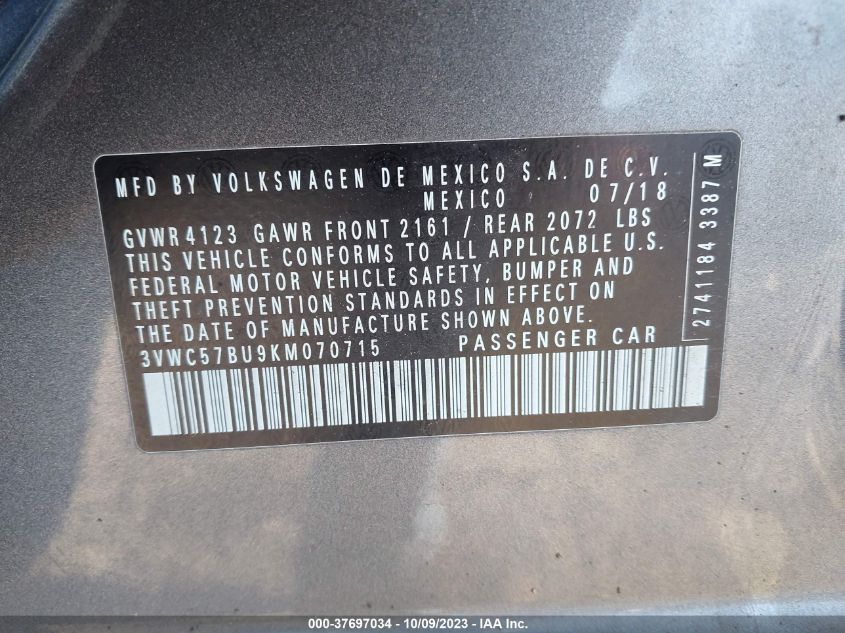 MFD BY VOLKSWAGEN DE MEXICO S.A. DE C.V.
MEXICO 07/18
GVWR 4123 GAWR FRONT 2161 / REAR 2072 LBS
THIS VEHICLE CONFORMS TO ALL APPLICABLE U.S.
FEDERAL MOTOR VEHICLE SAFETY, BUMPER AND
THEFT PREVENTION STANDARDS IN EFFECT ON
THE DATE OF MANUFACTURE SHOWN ABOVE.
3VWC57BU9KM070715 PASSENGER CAR
2741184 3387 M
000-37697034 / 10/09/2023 - IAA Inc.